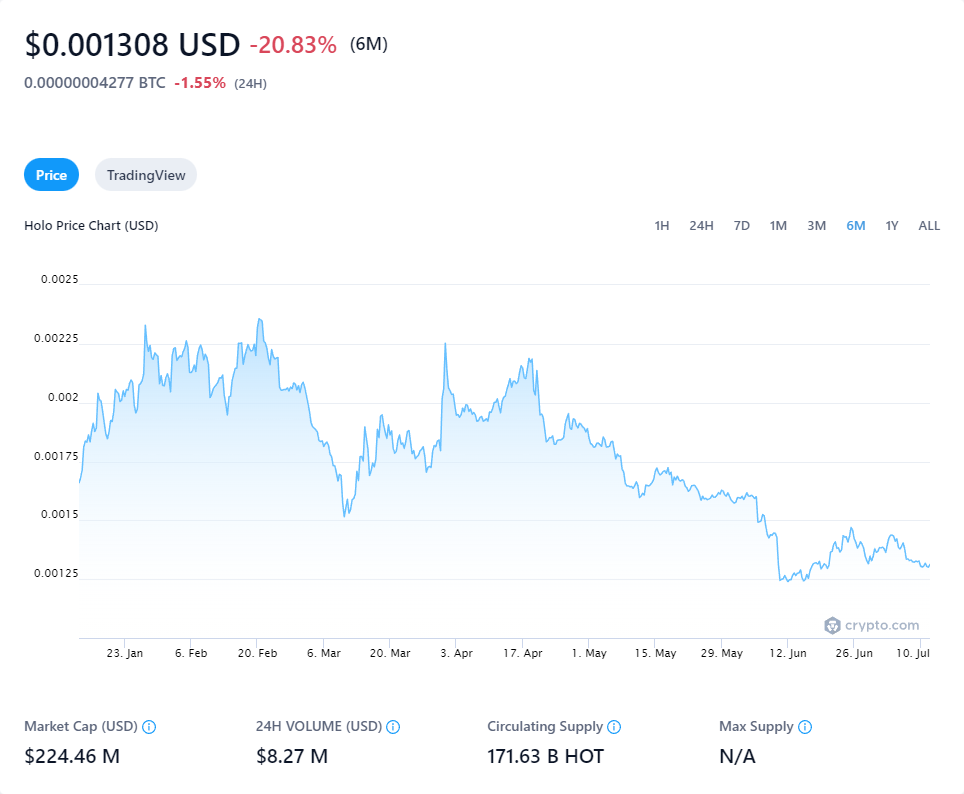 $0.001308 USD -20.83% (6M)
0.00000004277 BTC -1.55% (24H)
Price TradingView
Holo Price Chart (USD) 1H 24H 7D 1M 3M 6M 1Y ALL
0.0025
0.00225
0.002
0.00175
0.0015
0.00125
crypto.com
23. Jan 6. Feb 20. Feb 6. Mar 20. Mar 3. Apr 17. Apr 1. May 15. May 29. May 12. Jun 26. Jun 10. Jul
Market Cap (USD) 24H VOLUME (USD) Circulating Supply Max Supply
$224.46 M $8.27 M 171.63 B HOT N/A